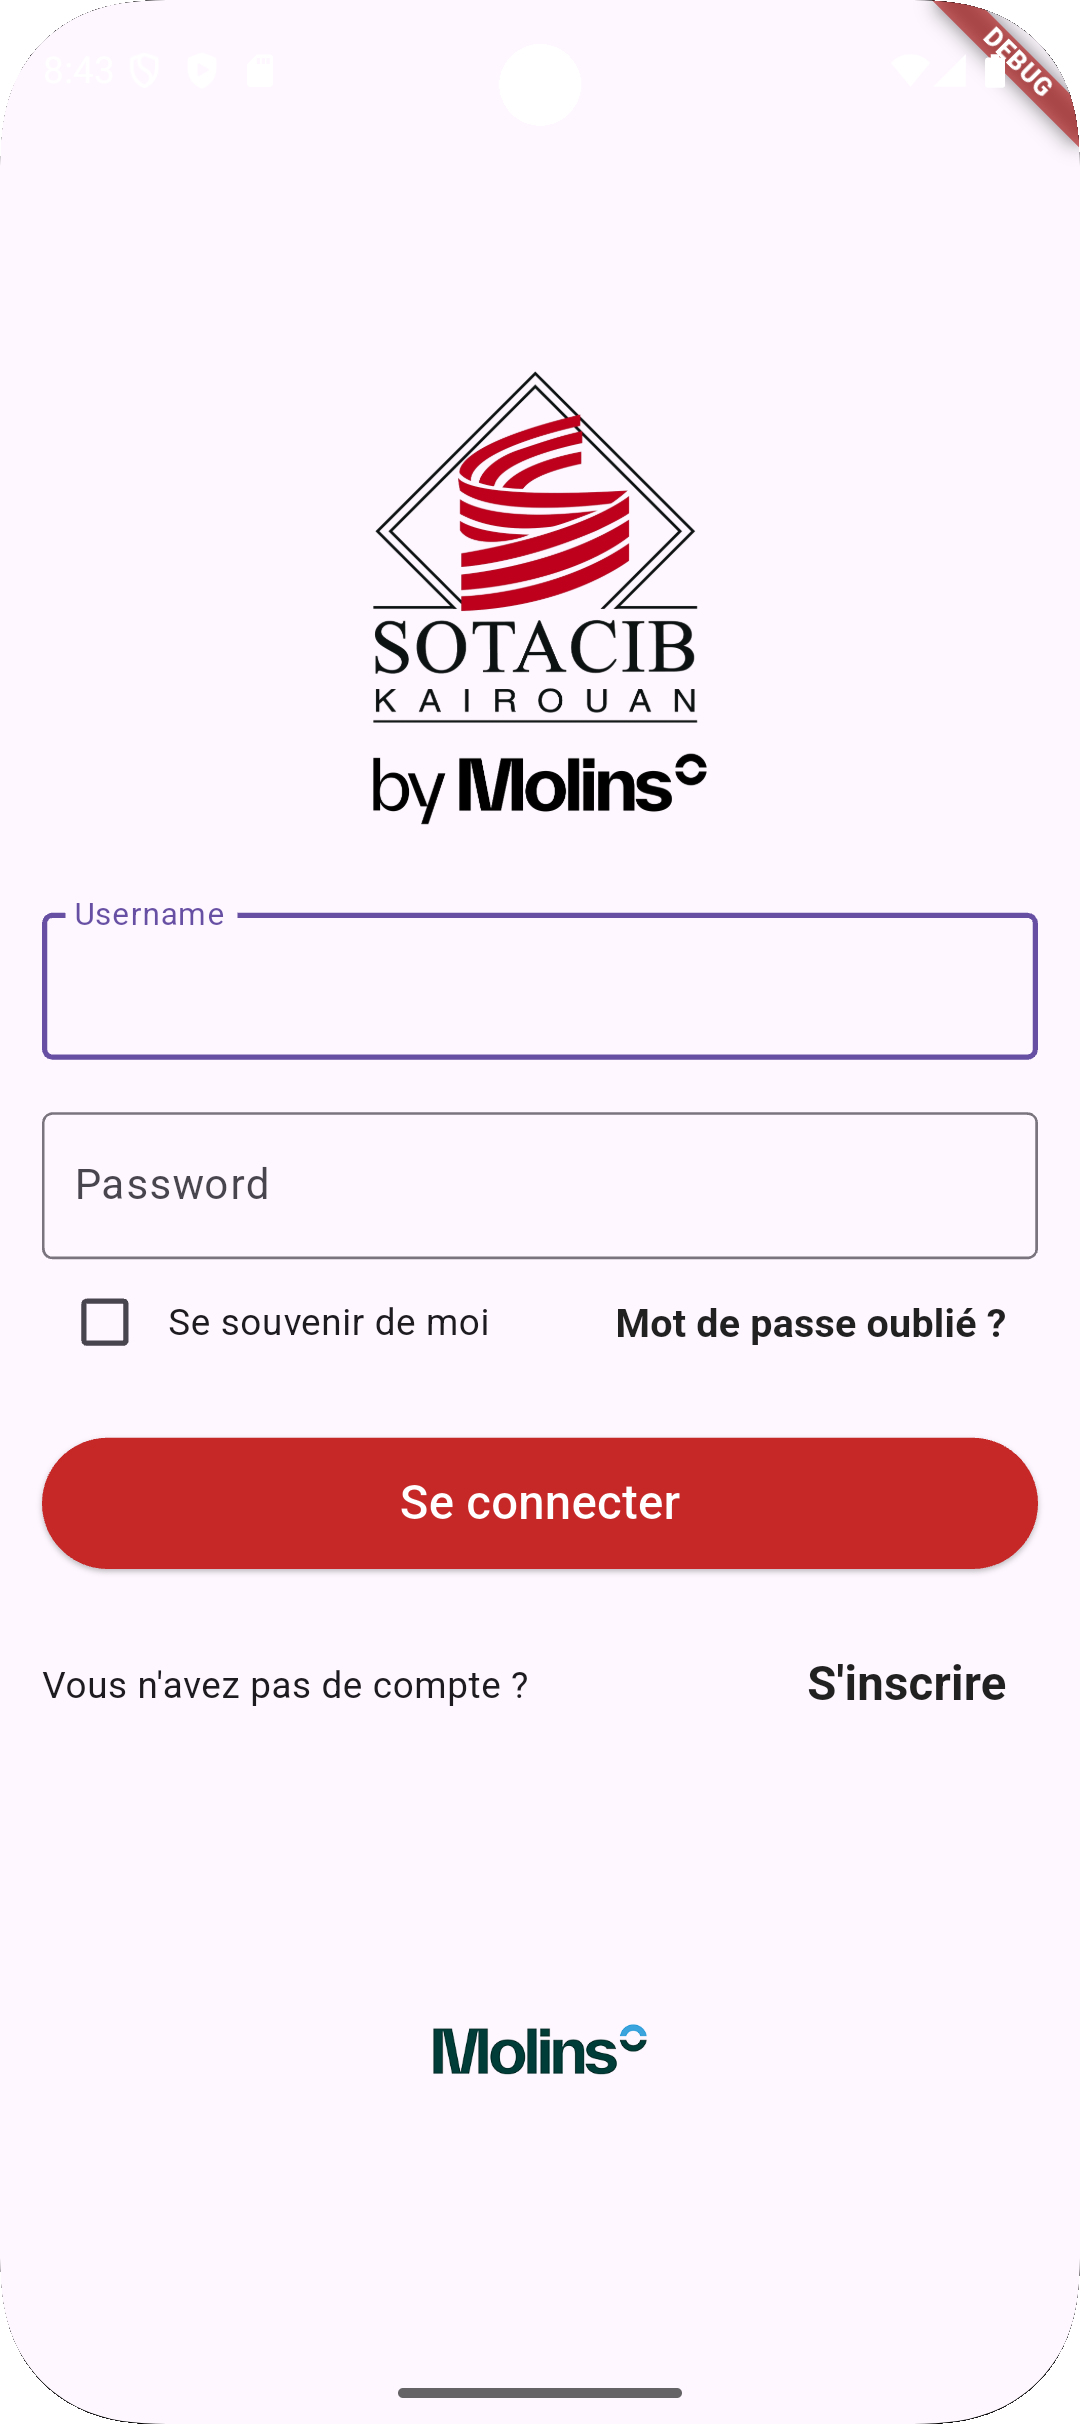 8:43
DEBUG
SOTACIB
KAIROUAN
by Molins
Username
Password
Se souvenir de moi
Mot de passe oublié ?
Se connecter
Vous n'avez pas de compte ?
S'inscrire
Molins